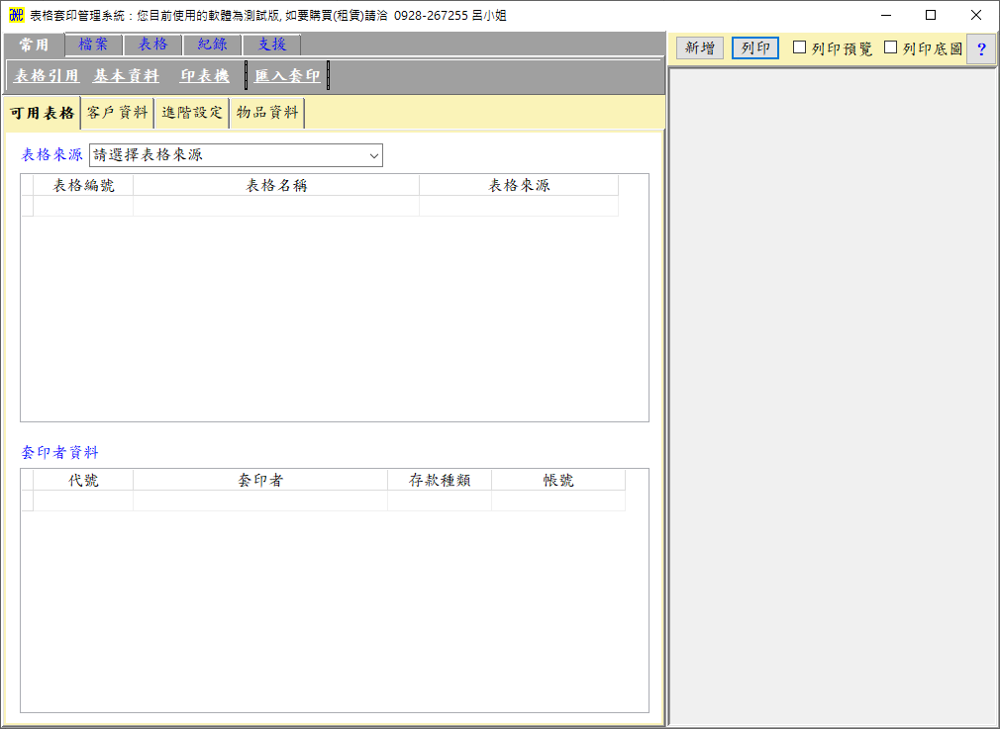 表格套印管理系統：您目前使用的軟體為測試版, 如要購買(租賃)請洽 0928-267255 呂小姐
常用 檔案 表格 紀錄 支援
新增 列印 列印預覽 列印底圖 ?
表格引用 基本資料 印表機 匯入套印
可用表格 客戶資料 進階設定 物品資料
表格來源 請選擇表格來源
表格編號 表格名稱 表格來源
套印者資料
代號 套印者 存款種類 帳號